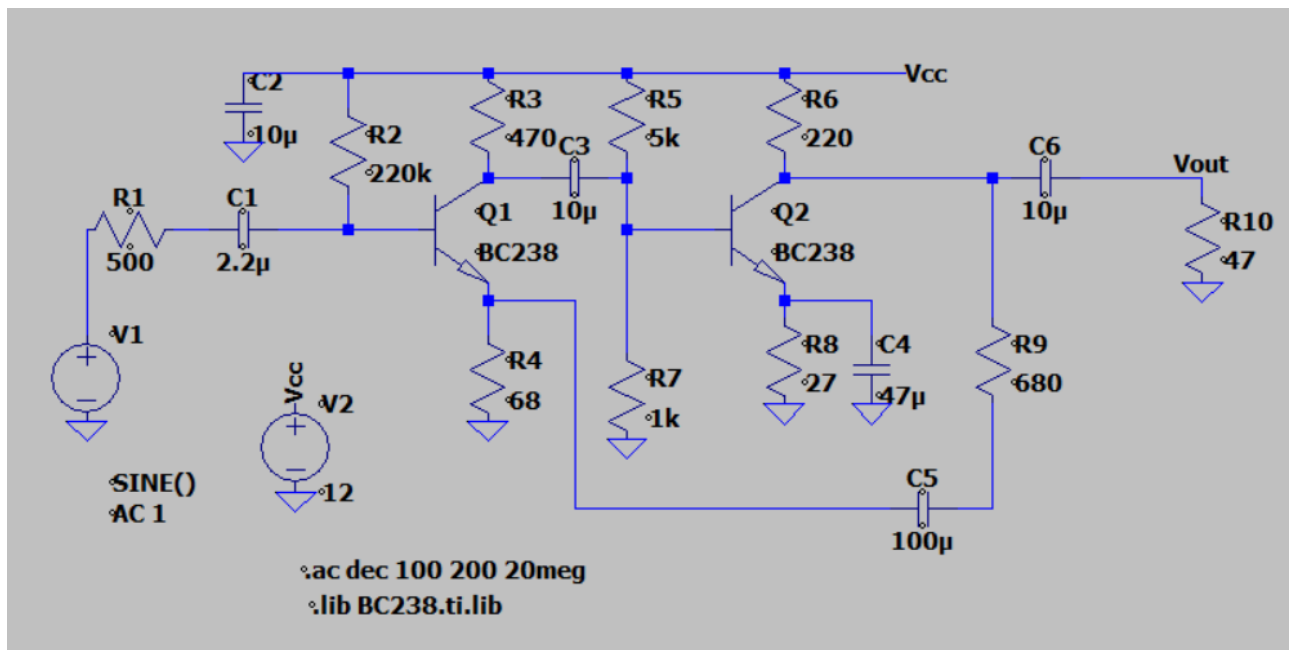 Vcc
C2
10µ
R2
220k
R3
470
C3
10µ
R5
5k
R6
220
C6
10µ
Vout
R10
47
R1
500
C1
2.2µ
Q1
BC238
Q2
BC238
V1
R4
68
R7
1k
R8
27
C4
47µ
R9
680
Vcc
V2
12
SINE()
AC 1
C5
100µ
.ac dec 100 200 20meg
.lib BC238.ti.lib